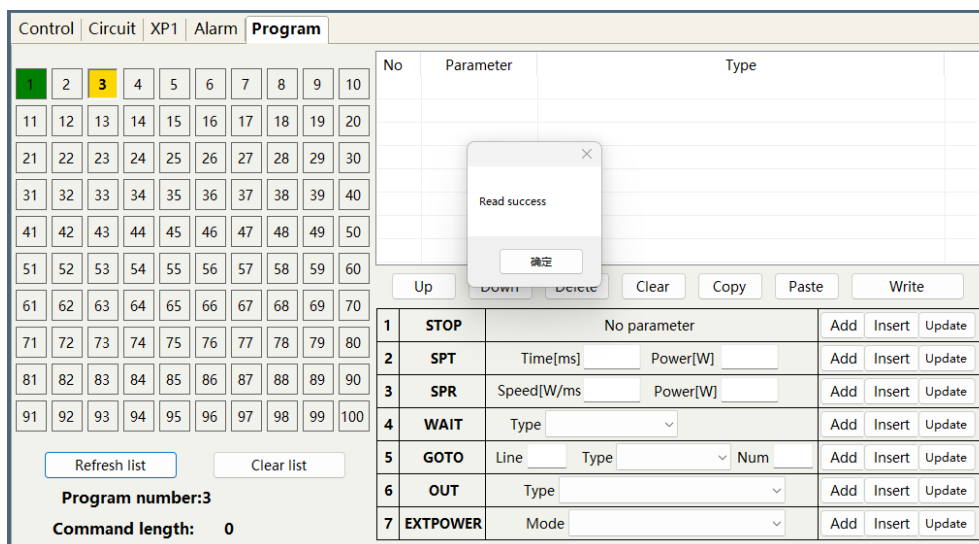 Control Circuit XP1 Alarm Program
No Parameter Type
1 2 3 4 5 6 7 8 9 10
11 12 13 14 15 16 17 18 19 20
21 22 23 24 25 26 27 28 29 30
31 32 33 34 35 36 37 38 39 40
41 42 43 44 45 46 47 48 49 50
51 52 53 54 55 56 57 58 59 60
61 62 63 64 65 66 67 68 69 70
71 72 73 74 75 76 77 78 79 80
81 82 83 84 85 86 87 88 89 90
91 92 93 94 95 96 97 98 99 100
Refresh list Clear list
Program number:3
Command length: 0
Read success
确定
Up Down Delete Clear Copy Paste Write
1 STOP No parameter Add Insert Update
2 SPT Time[ms] Power[W] Add Insert Update
3 SPR Speed[W/ms Power[W] Add Insert Update
4 WAIT Type Add Insert Update
5 GOTO Line Type Num Add Insert Update
6 OUT Type Add Insert Update
7 EXTPOWER Mode Add Insert Update